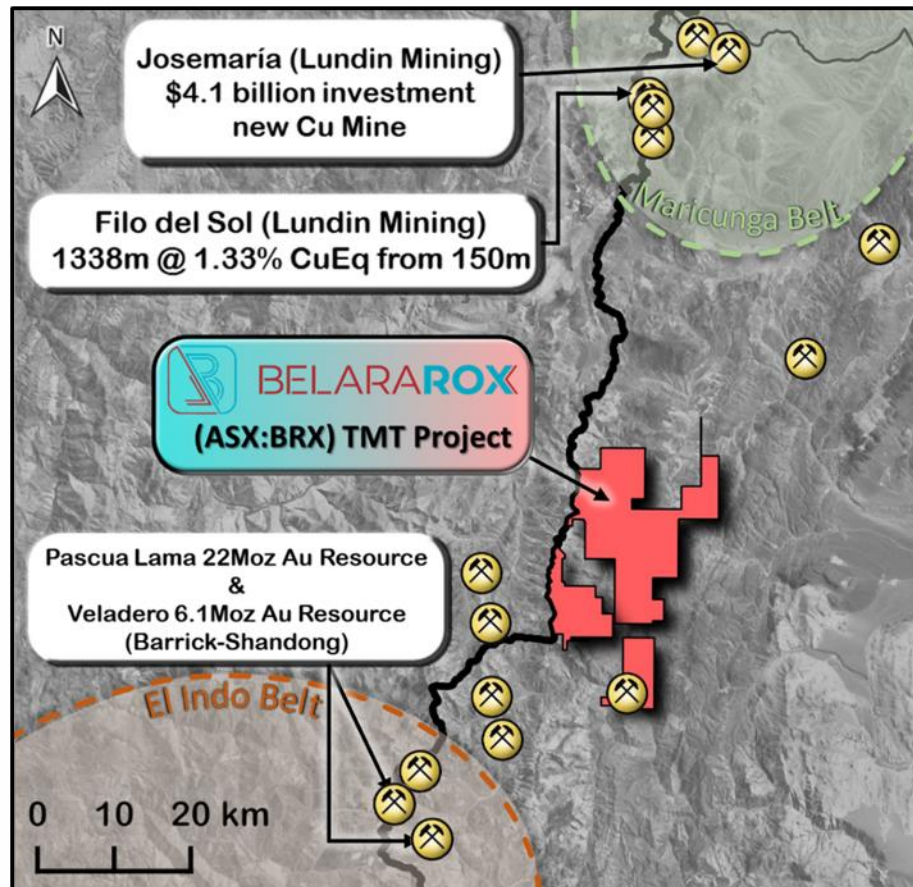 N
Josemaría (Lundin Mining)
$4.1 billion investment
new Cu Mine
Filo del Sol (Lundin Mining)
1338m @ 1.33% CuEq from 150m
Maricunga Belt
BELARAROX
(ASX:BRX) TMT Project
Pascua Lama 22Moz Au Resource
&
Veladero 6.1Moz Au Resource
(Barrick-Shandong)
El Indo Belt
0 10 20 km